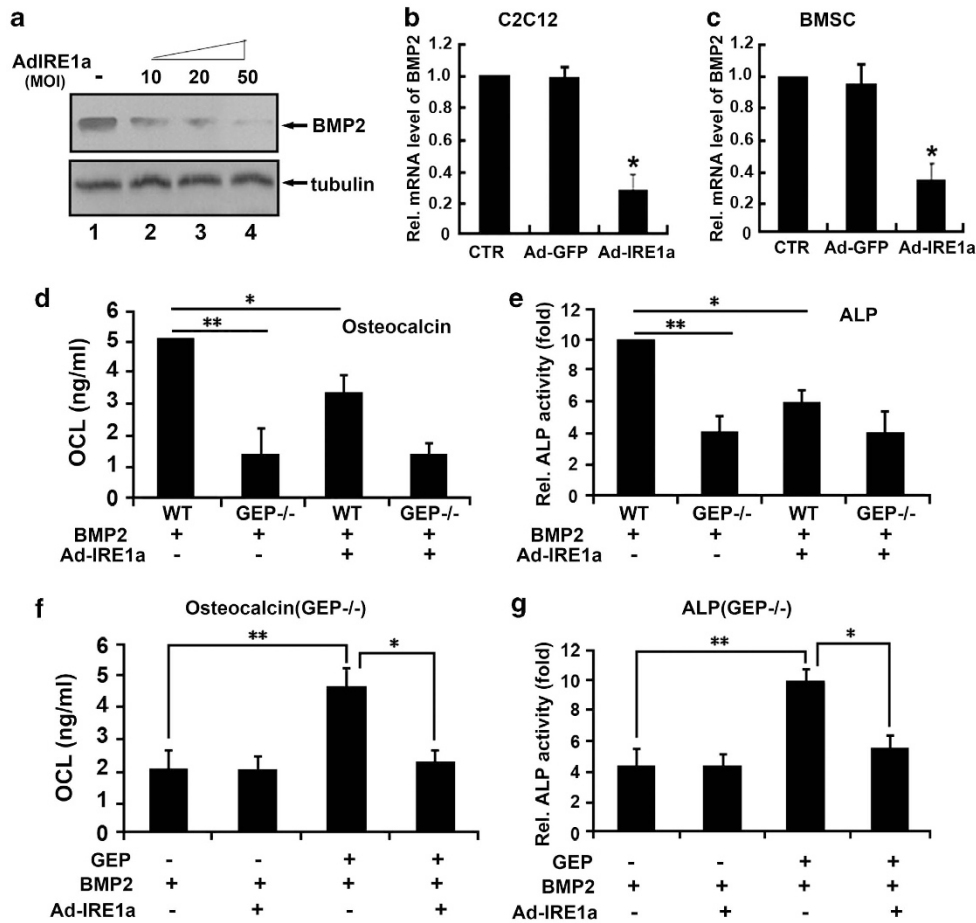 a
AdIRE1a
(MOI)
- 10 20 50
BMP2
tubulin
1 2 3 4
b
C2C12
Rel. mRNA level of BMP2
1.4
1.2
1.0
0.8
0.6
0.4
0.2
0
*
CTR Ad-GFP Ad-IRE1a
c
BMSC
Rel. mRNA level of BMP2
1.4
1.2
1.0
0.8
0.6
0.4
0.2
0
*
CTR Ad-GFP Ad-IRE1a
d
Osteocalcin
OCL (ng/ml)
6
5
4
3
2
1
0
*
**
WT GEP-/- WT GEP-/-
BMP2 + + + +
Ad-IRE1a - - + +
e
ALP
Rel. ALP activity (fold)
12
10
8
6
4
2
0
*
**
WT GEP-/- WT GEP-/-
BMP2 + + + +
Ad-IRE1a - - + +
f
Osteocalcin(GEP-/-)
OCL (ng/ml)
6
5
4
3
2
1
0
**
*
GEP - - + +
BMP2 + + + +
Ad-IRE1a - + - +
g
ALP(GEP-/-)
Rel. ALP activity (fold)
12
10
8
6
4
2
0
**
*
GEP - - + +
BMP2 + + + +
Ad-IRE1a - + - +